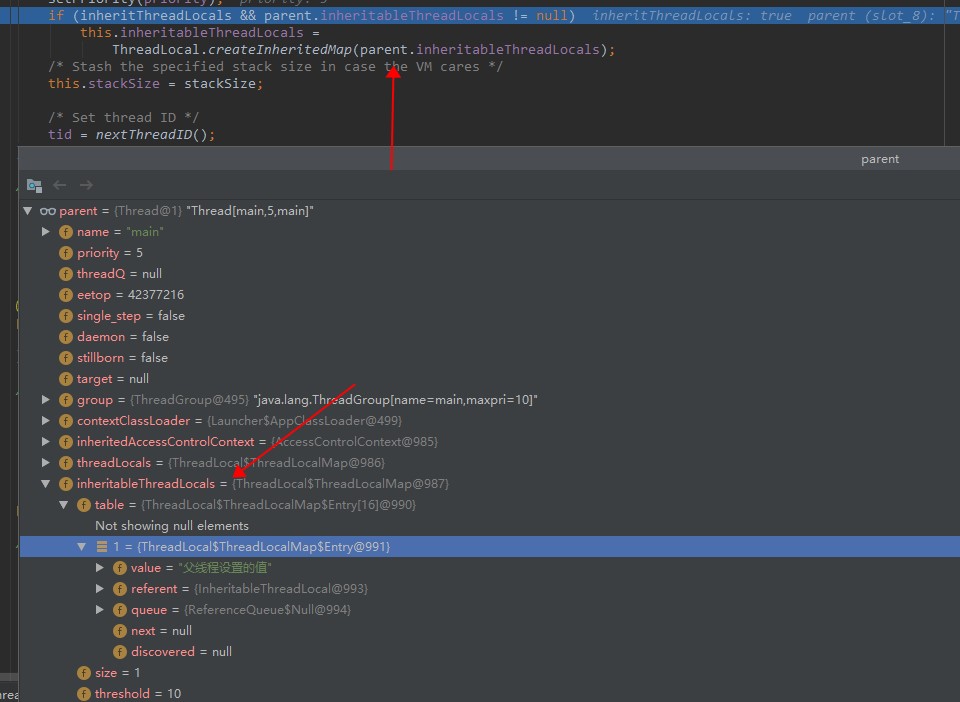 setPriority(priority);  priority: 5
if (inheritThreadLocals && parent.inheritableThreadLocals != null)  inheritThreadLocals: true  parent (slot_8): "T
this.inheritableThreadLocals =
ThreadLocal.createInheritedMap(parent.inheritableThreadLocals);
/* Stash the specified stack size in case the VM cares */
this.stackSize = stackSize;
/* Set thread ID */
tid = nextThreadID();
parent
parent = {Thread@1} "Thread[main,5,main]"
name = "main"
priority = 5
threadQ = null
eetop = 42377216
single_step = false
daemon = false
stillborn = false
target = null
group = {ThreadGroup@495} "java.lang.ThreadGroup[name=main,maxpri=10]"
contextClassLoader = {Launcher$AppClassLoader@499}
inheritedAccessControlContext = {AccessControlContext@985}
threadLocals = {ThreadLocal$ThreadLocalMap@986}
inheritableThreadLocals = {ThreadLocal$ThreadLocalMap@987}
table = {ThreadLocal$ThreadLocalMap$Entry[16]@990}
Not showing null elements
1 = {ThreadLocal$ThreadLocalMap$Entry@991}
value = "父线程设置的值"
referent = {InheritableThreadLocal@993}
queue = {ReferenceQueue$Null@994}
next = null
discovered = null
size = 1
threshold = 10